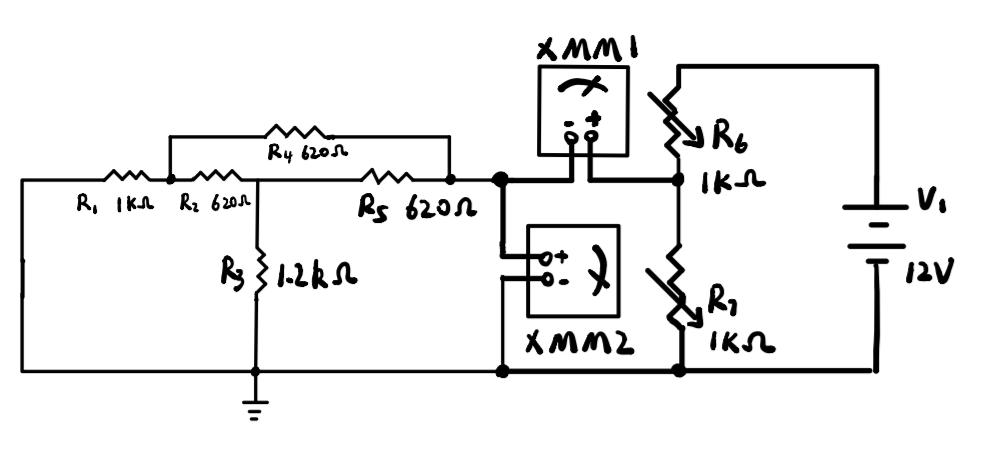 XMM1
- +
R4 620Ω
R6
1KΩ
R1 1KΩ
R2 620Ω
R5 620Ω
V1
12V
R3 1.2kΩ
+
-
XMM2
R7
1KΩ